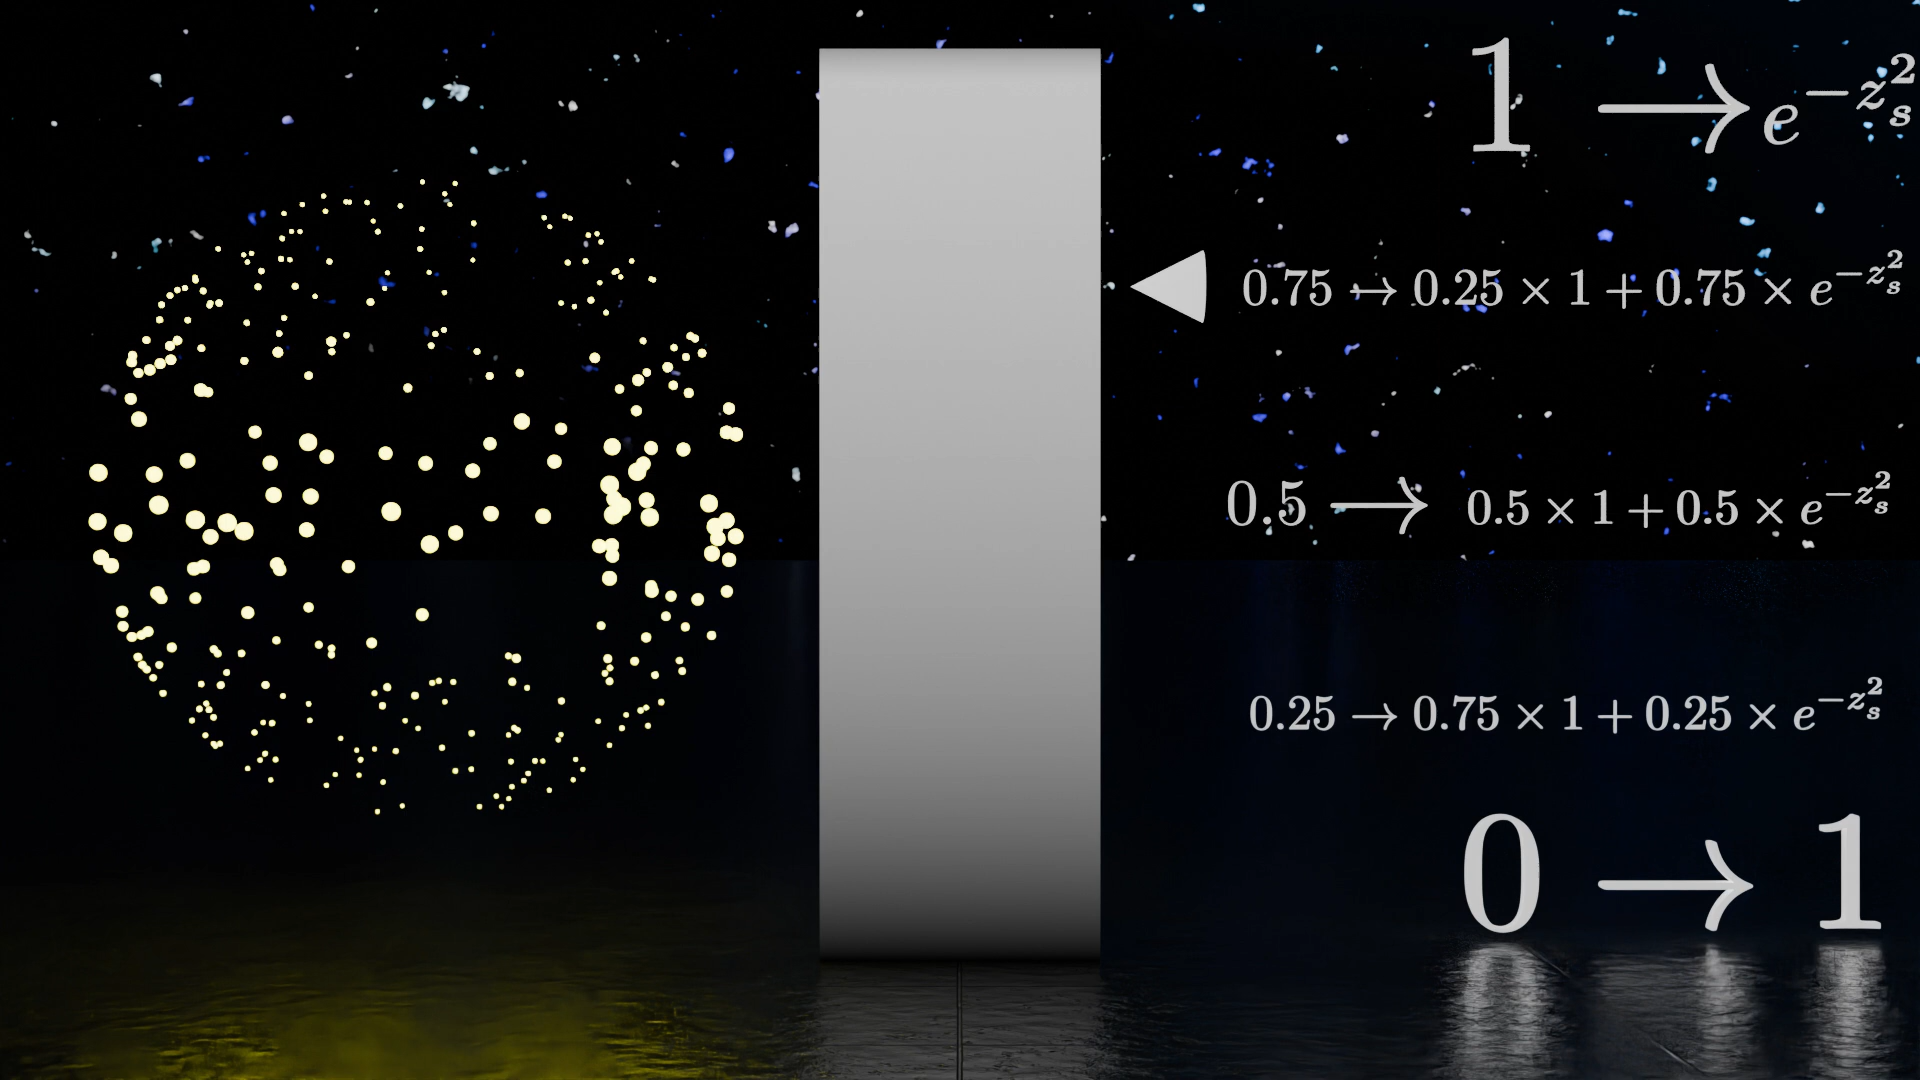 1 → e^{-z_s^2}
0.75 → 0.25 × 1 + 0.75 × e^{-z_s^2}
0.5 → 0.5 × 1 + 0.5 × e^{-z_s^2}
0.25 → 0.75 × 1 + 0.25 × e^{-z_s^2}
0 → 1